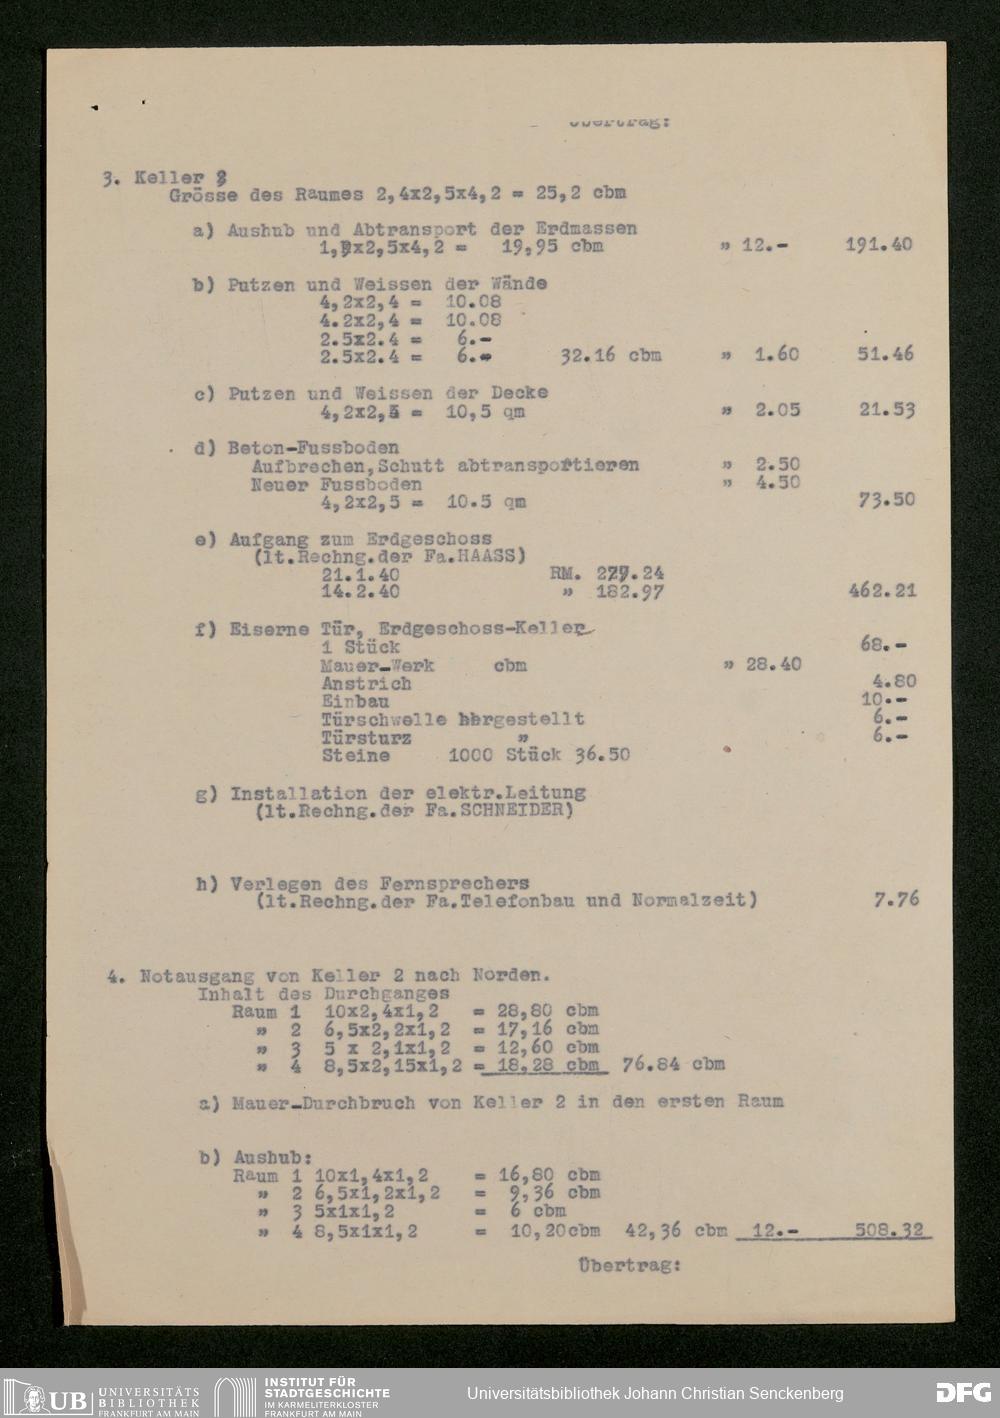 Übertrag:
3. Keller 2
Grösse des Raumes 2,4x2,5x4,2 = 25,2 cbm
a) Aushub und Abtransport der Erdmassen
1,9x2,5x4,2 = 19,95 cbm " 12.- 191.40
b) Putzen und Weissen der Wände
4,2x2,4 = 10.08
4.2x2,4 = 10.08
2.5x2.4 = 6.-
2.5x2.4 = 6.- 32.16 cbm " 1.60 51.46
c) Putzen und Weissen der Decke
4,2x2,5 = 10,5 qm " 2.05 21.53
d) Beton-Fussboden
Aufbrechen,Schutt abtransportieren " 2.50
Neuer Fussboden " 4.50
4,2x2,5 = 10.5 qm 73.50
e) Aufgang zum Erdgeschoss
(lt.Rechng.der Fa.HAASS)
21.1.40 RM. 279.24
14.2.40 " 182.97 462.21
f) Eiserne Tür, Erdgeschoss-Keller
1 Stück 68.-
Mauer-Werk cbm " 28.40
Anstrich 4.80
Einbau 10.-
Türschwelle hergestellt 6.-
Türsturz " 6.-
Steine 1000 Stück 36.50
g) Installation der elektr.Leitung
(lt.Rechng.der Fa.SCHNEIDER)
h) Verlegen des Fernsprechers
(lt.Rechng.der Fa.Telefonbau und Normalzeit) 7.76
4. Notausgang von Keller 2 nach Norden.
Inhalt des Durchganges
Raum 1 10x2,4x1,2 = 28,80 cbm
" 2 6,5x2,2x1,2 = 17,16 cbm
" 3 5 x 2,1x1,2 = 12,60 cbm
" 4 8,5x2,15x1,2 = 18,28 cbm 76.84 cbm
a) Mauer-Durchbruch von Keller 2 in den ersten Raum
b) Aushub:
Raum 1 10x1,4x1,2 = 16,80 cbm
" 2 6,5x1,2x1,2 = 9,36 cbm
" 3 5x1x1,2 = 6 cbm
" 4 8,5x1x1,2 = 10,20cbm 42,36 cbm 12.- 508.32
Übertrag:
UB UNIVERSITÄTS
BIBLIOTHEK
FRANKFURT AM MAIN
INSTITUT FÜR
STADTGESCHICHTE
IM KARMELITERKLOSTER
FRANKFURT AM MAIN
Universitätsbibliothek Johann Christian Senckenberg
DFG